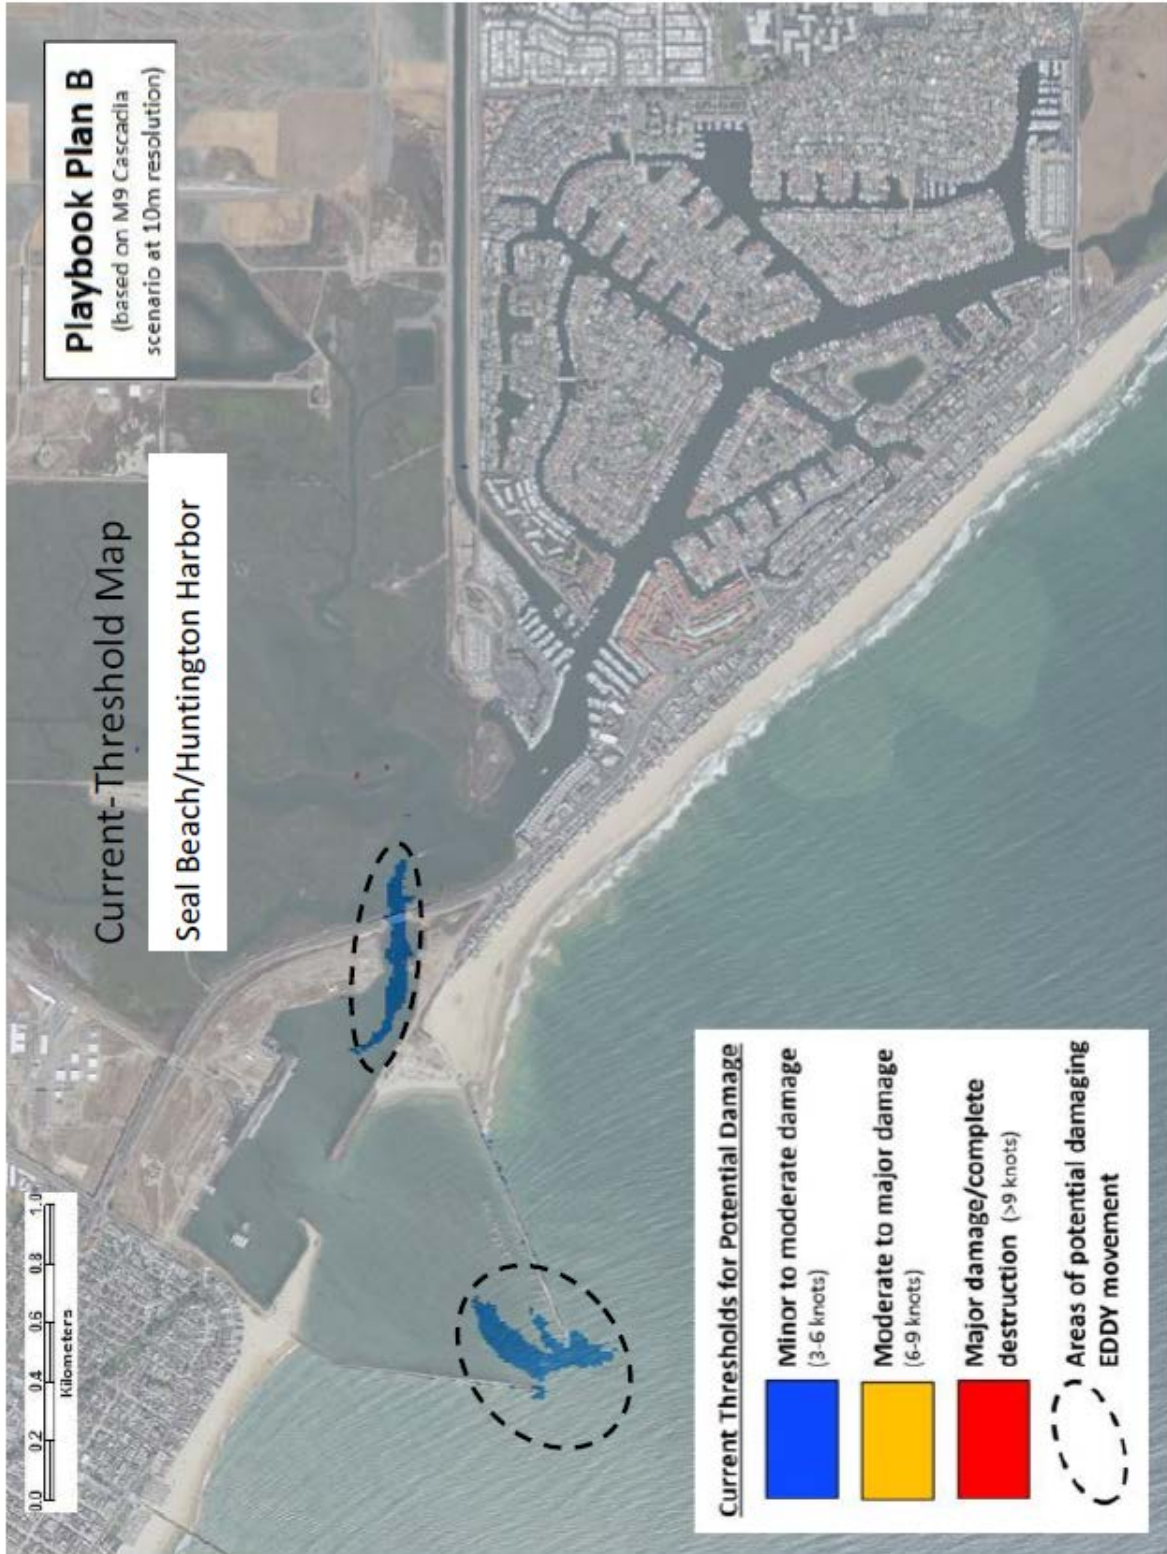 Current-Threshold Map
Seal Beach/Huntington Harbor
Playbook Plan B
(based on M9 Cascadia
scenario at 10m resolution)
0.0 0.2 0.4 0.6 0.8 1.0
Kilometers
Current Thresholds for Potential Damage
Minor to moderate damage
(3-6 knots)
Moderate to major damage
(6-9 knots)
Major damage/complete
destruction (>9 knots)
Areas of potential damaging
EDDY movement